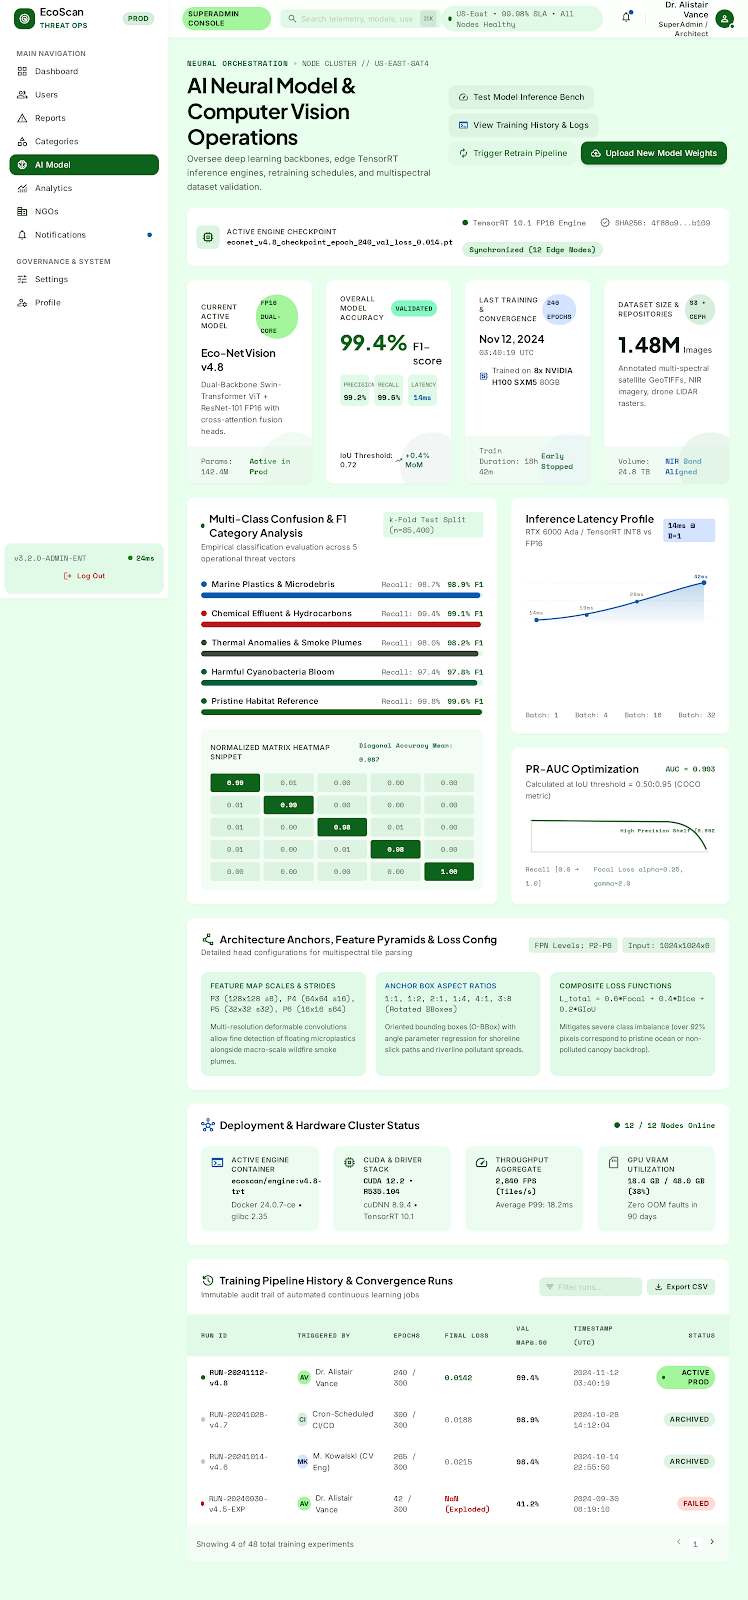 EcoScan
THREAT OPS
PROD
MAIN NAVIGATION
Dashboard
Users
Reports
Categories
AI Model
Analytics
NGOs
Notifications
GOVERNANCE & SYSTEM
Settings
Profile
v3.2.0-ADMIN-ENT
24ms
Log Out
SUPERADMIN
CONSOLE
Search telemetry, models, use
⌘K
US-East • 99.98% SLA • All
Nodes Healthy
Dr. Alistair
Vance
SuperAdmin /
Architect
NEURAL ORCHESTRATION • NODE CLUSTER // US-EAST-SAT4
AI Neural Model &
Computer Vision
Operations
Oversee deep learning backbones, edge TensorRT
inference engines, retraining schedules, and multispectral
dataset validation.
Test Model Inference Bench
View Training History & Logs
Trigger Retrain Pipeline
Upload New Model Weights
ACTIVE ENGINE CHECKPOINT
econet_v4.8_checkpoint_epoch_240_val_loss_0.014.pt
TensorRT 10.1 FP16 Engine
SHA256: 4f88a9...b109
Synchronized (12 Edge Nodes)
CURRENT
ACTIVE
MODEL
FP16
DUAL-
CORE
Eco-Net Vision
v4.8
Dual-Backbone Swin-
Transformer ViT +
ResNet-101 FP16 with
cross-attention fusion
heads.
Params:
142.4M
Active in
Prod
OVERALL
MODEL
ACCURACY
VALIDATED
99.4% F1-
score
PRECISION
99.2%
RECALL
99.6%
LATENCY
14ms
IoU Threshold:
0.72
+0.4%
MoM
LAST TRAINING
&
CONVERGENCE
240
EPOCHS
Nov 12, 2024
03:40:19 UTC
Trained on 8x NVIDIA
H100 SXM5 80GB
Train
Duration: 18h
42m
Early
Stopped
DATASET SIZE &
REPOSITORIES
S3 +
CEPH
1.48M Images
Annotated multi-spectral
satellite GeoTIFFs, NIR
imagery, drone LIDAR
rasters.
Volume:
24.8 TB
NIR Band
Aligned
Multi-Class Confusion & F1
Category Analysis
Empirical classification evaluation across 5
operational threat vectors
k-Fold Test Split
(n=85,400)
Marine Plastics & Microdebris
Recall: 98.7% 98.9% F1
Chemical Effluent & Hydrocarbons
Recall: 99.4% 99.1% F1
Thermal Anomalies & Smoke Plumes
Recall: 98.0% 98.2% F1
Harmful Cyanobacteria Bloom
Recall: 97.4% 97.8% F1
Pristine Habitat Reference
Recall: 99.8% 99.6% F1
NORMALIZED MATRIX HEATMAP
SNIPPET
Diagonal Accuracy Mean:
0.987
0.99 0.01 0.00 0.00 0.00
0.01 0.99 0.00 0.00 0.00
0.01 0.00 0.98 0.01 0.00
0.01 0.00 0.01 0.98 0.00
0.00 0.00 0.00 0.00 1.00
Inference Latency Profile
RTX 6000 Ada / TensorRT INT8 vs
FP16
14ms @
B=1
14ms
19ms
28ms
42ms
Batch: 1
Batch: 4
Batch: 16
Batch: 32
PR-AUC Optimization
AUC = 0.993
Calculated at IoU threshold = 0.50:0.95 (COCO
metric)
High Precision Shelf (0.992
Recall [0.0 →
1.0]
Focal Loss alpha=0.25,
gamma=2.0
Architecture Anchors, Feature Pyramids & Loss Config
Detailed head configurations for multispectral tile parsing
FPN Levels: P2-P6
Input: 1024x1024x6
FEATURE MAP SCALES & STRIDES
P3 (128x128 s8), P4 (64x64 s16),
P5 (32x32 s32), P6 (16x16 s64)
Multi-resolution deformable convolutions
allow fine detection of floating microplastics
alongside macro-scale wildfire smoke
plumes.
ANCHOR BOX ASPECT RATIOS
1:1, 1:2, 2:1, 1:4, 4:1, 3:8
(Rotated BBoxes)
Oriented bounding boxes (O-BBox) with
angle parameter regression for shoreline
slick paths and riverline pollutant spreads.
COMPOSITE LOSS FUNCTIONS
L_total = 0.6*Focal + 0.4*Dice +
0.2*GIoU
Mitigates severe class imbalance (over 92%
pixels correspond to pristine ocean or non-
polluted canopy backdrop).
Deployment & Hardware Cluster Status
12 / 12 Nodes Online
ACTIVE ENGINE
CONTAINER
ecoscan/engine:v4.8-
trt
Docker 24.0.7-ce •
glibc 2.35
CUDA & DRIVER
STACK
CUDA 12.2 •
R535.104
cuDNN 8.9.4 •
TensorRT 10.1
THROUGHPUT
AGGREGATE
2,840 FPS
(Tiles/s)
Average P99: 18.2ms
GPU VRAM
UTILIZATION
18.4 GB / 48.0 GB
(38%)
Zero OOM faults in
90 days
Training Pipeline History & Convergence Runs
Immutable audit trail of automated continuous learning jobs
Filter runs...
Export CSV
RUN ID
TRIGGERED BY
EPOCHS
FINAL LOSS
VAL
MAP@.50
TIMESTAMP
(UTC)
STATUS
RUN-20241112-
v4.8
AV
Dr. Alistair
Vance
240 /
300
0.0142
99.4%
2024-11-12
03:40:19
ACTIVE
PROD
RUN-20241028-
v4.7
CI
Cron-Scheduled
CI/CD
300 /
300
0.0188
98.9%
2024-10-28
14:12:04
ARCHIVED
RUN-20241014-
v4.6
MK
M. Kowalski (CV
Eng)
265 /
300
0.0215
98.4%
2024-10-14
22:55:50
ARCHIVED
RUN-20240930-
v4.5-EXP
AV
Dr. Alistair
Vance
42 /
300
NaN
(Exploded)
41.2%
2024-09-30
08:19:10
FAILED
Showing 4 of 48 total training experiments
1